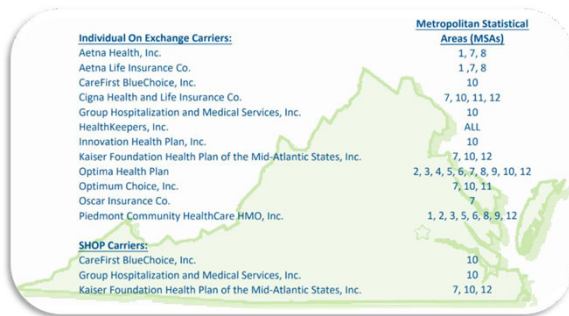 Metropolitan Statistical
Individual On Exchange Carriers: Areas (MSAs)
Aetna Health, Inc. 1, 7, 8
Aetna Life Insurance Co. 1 ,7, 8
CareFirst BlueChoice, Inc. 10
Cigna Health and Life Insurance Co. 7, 10, 11, 12
Group Hospitalization and Medical Services, Inc. 10
HealthKeepers, Inc. ALL
Innovation Health Plan, Inc. 10
Kaiser Foundation Health Plan of the Mid-Atlantic States, Inc. 7, 10, 12
Optima Health Plan 2, 3, 4, 5, 6, 7, 8, 9, 10, 12
Optimum Choice, Inc. 7, 10, 11
Oscar Insurance Co. 7
Piedmont Community HealthCare HMO, Inc. 1, 2, 3, 5, 6, 8, 9, 12
SHOP Carriers:
CareFirst BlueChoice, Inc. 10
Group Hospitalization and Medical Services, Inc. 10
Kaiser Foundation Health Plan of the Mid-Atlantic States, Inc. 7, 10, 12